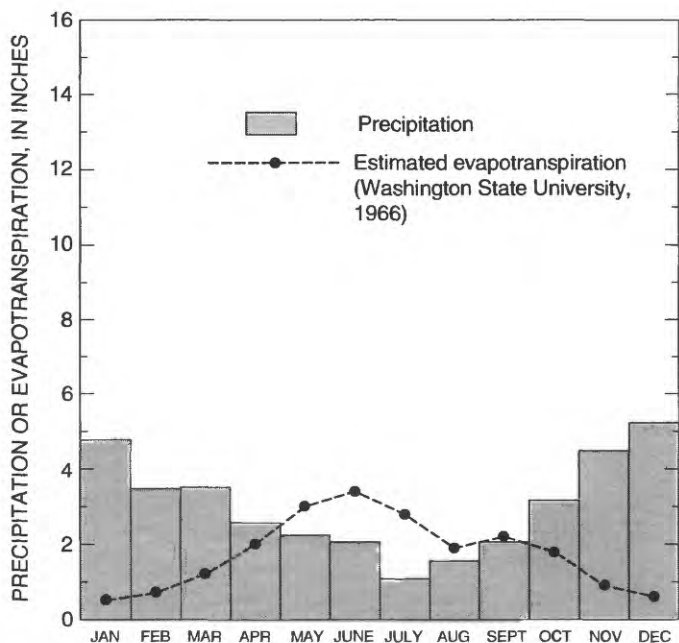 PRECIPITATION OR EVAPOTRANSPIRATION, IN INCHES
16
14
12
10
8
6
4
2
0
Precipitation
Estimated evapotranspiration
(Washington State University,
1966)
JAN FEB MAR APR MAY JUNE JULY AUG SEPT OCT NOV DEC